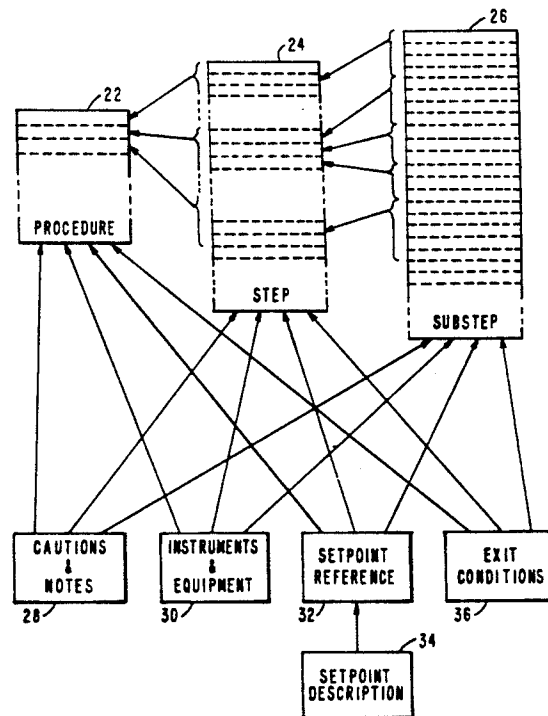 26
24
22
PROCEDURE
STEP
SUBSTEP
CAUTIONS
&
NOTES
INSTRUMENTS
&
EQUIPMENT
SETPOINT
REFERENCE
EXIT
CONDITIONS
28
30
32
36
34
SETPOINT
DESCRIPTION